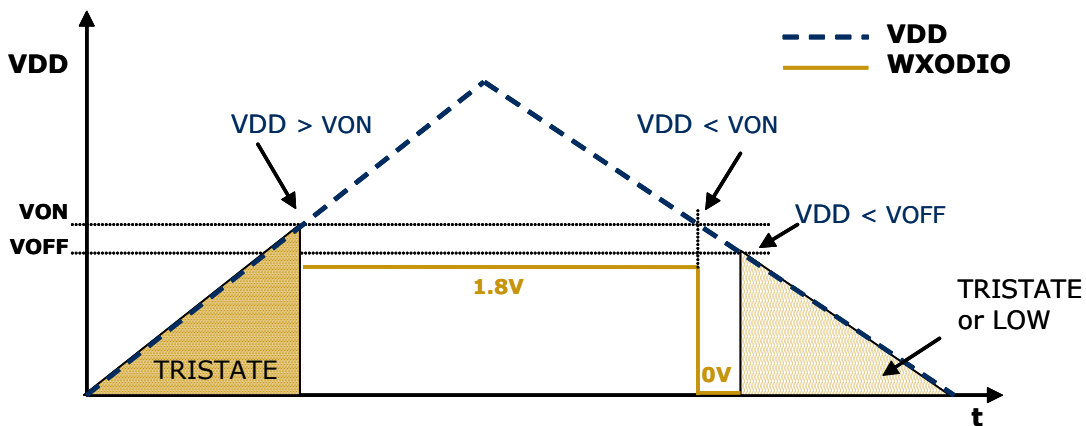 VDD
WXODIO
VDD
VDD > VON
VDD < VON
VON
VOFF
VDD < VOFF
1.8V
TRISTATE
or LOW
TRISTATE
0V
t